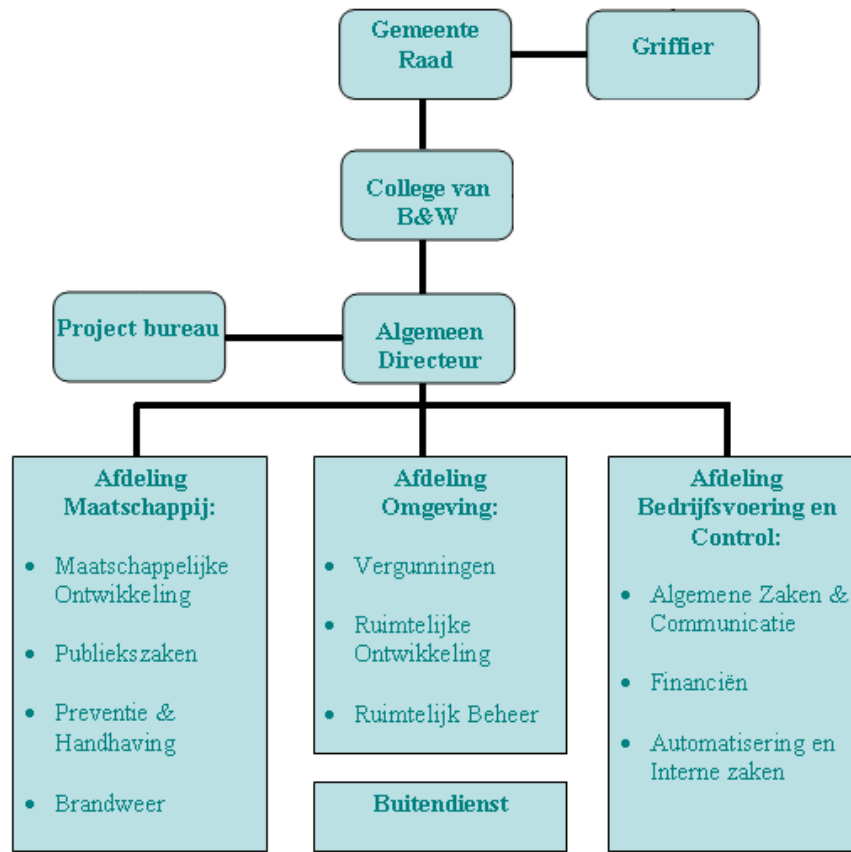 Gemeente
Raad
Griffier
College van
B&W
Project bureau
Algemeen
Directeur
Afdeling
Maatschappij:
• Maatschappelijke
Ontwikkeling
• Publiekszaken
• Preventie &
Handhaving
• Brandweer
Afdeling
Omgeving:
• Vergunningen
• Ruimtelijke
Ontwikkeling
• Ruimtelijk Beheer
Buitendienst
Afdeling
Bedrijfsvoering en
Control:
• Algemene Zaken &
Communicatie
• Financiën
• Automatisering en
Interne zaken